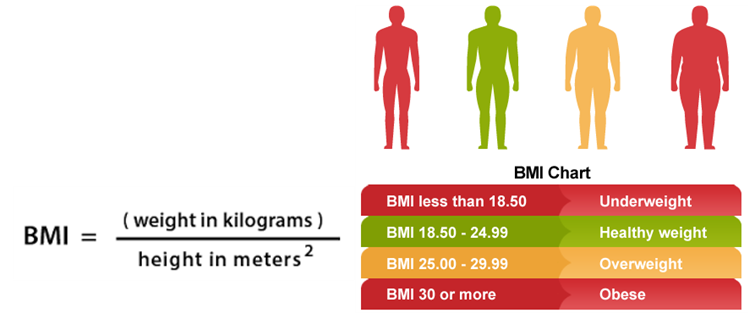 BMI = (weight in kilograms)
height in meters²
BMI Chart
BMI less than 18.50 Underweight
BMI 18.50 - 24.99 Healthy weight
BMI 25.00 - 29.99 Overweight
BMI 30 or more Obese